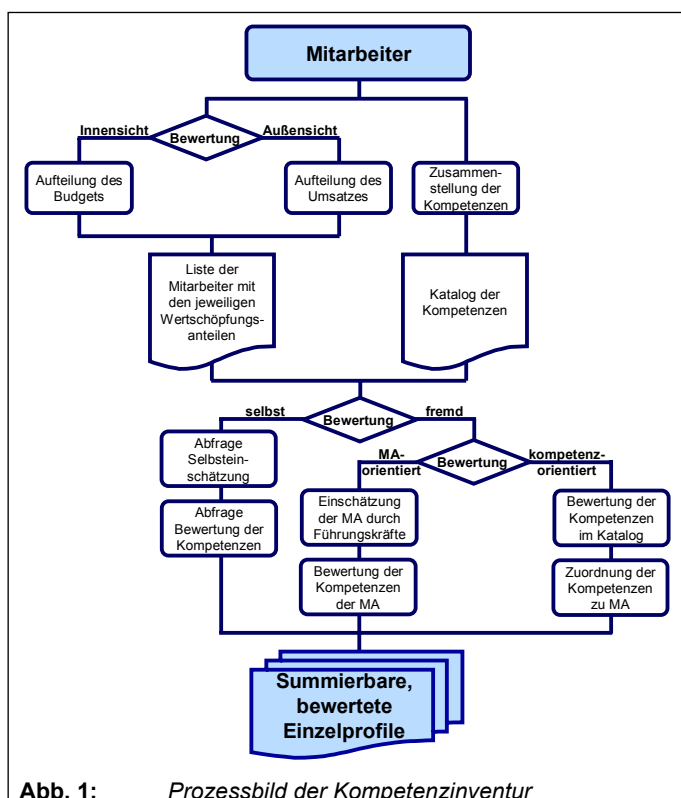 Mitarbeiter
Innensicht
Bewertung
Außensicht
Aufteilung des
Budgets
Aufteilung des
Umsatzes
Zusammen-
stellung der
Kompetenzen
Liste der
Mitarbeiter mit
den jeweiligen
Wertschöpfungs-
anteilen
Katalog der
Kompetenzen
selbst
Bewertung
fremd
Abfrage
Selbstein-
schätzung
Abfrage
Bewertung der
Kompetenzen
MA-
orientiert
Bewertung
kompetenz-
orientiert
Einschätzung
der MA durch
Führungskräfte
Bewertung der
Kompetenzen
der MA
Bewertung der
Kompetenzen
im Katalog
Zuordnung der
Kompetenzen
zu MA
Summierbare,
bewertete
Einzelprofile
Abb. 1: Prozessbild der Kompetenzinventur